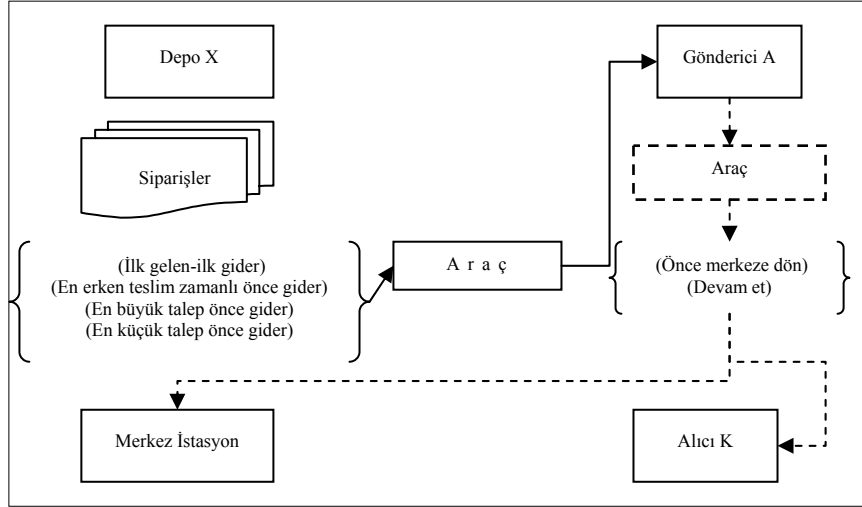 Depo X
Gönderici A
Siparişler
Araç
(İlk gelen-ilk gider)
(En erken teslim zamanlı önce gider)
(En büyük talep önce gider)
(En küçük talep önce gider)
A r a ç
(Önce merkeze dön)
(Devam et)
Merkez İstasyon
Alıcı K